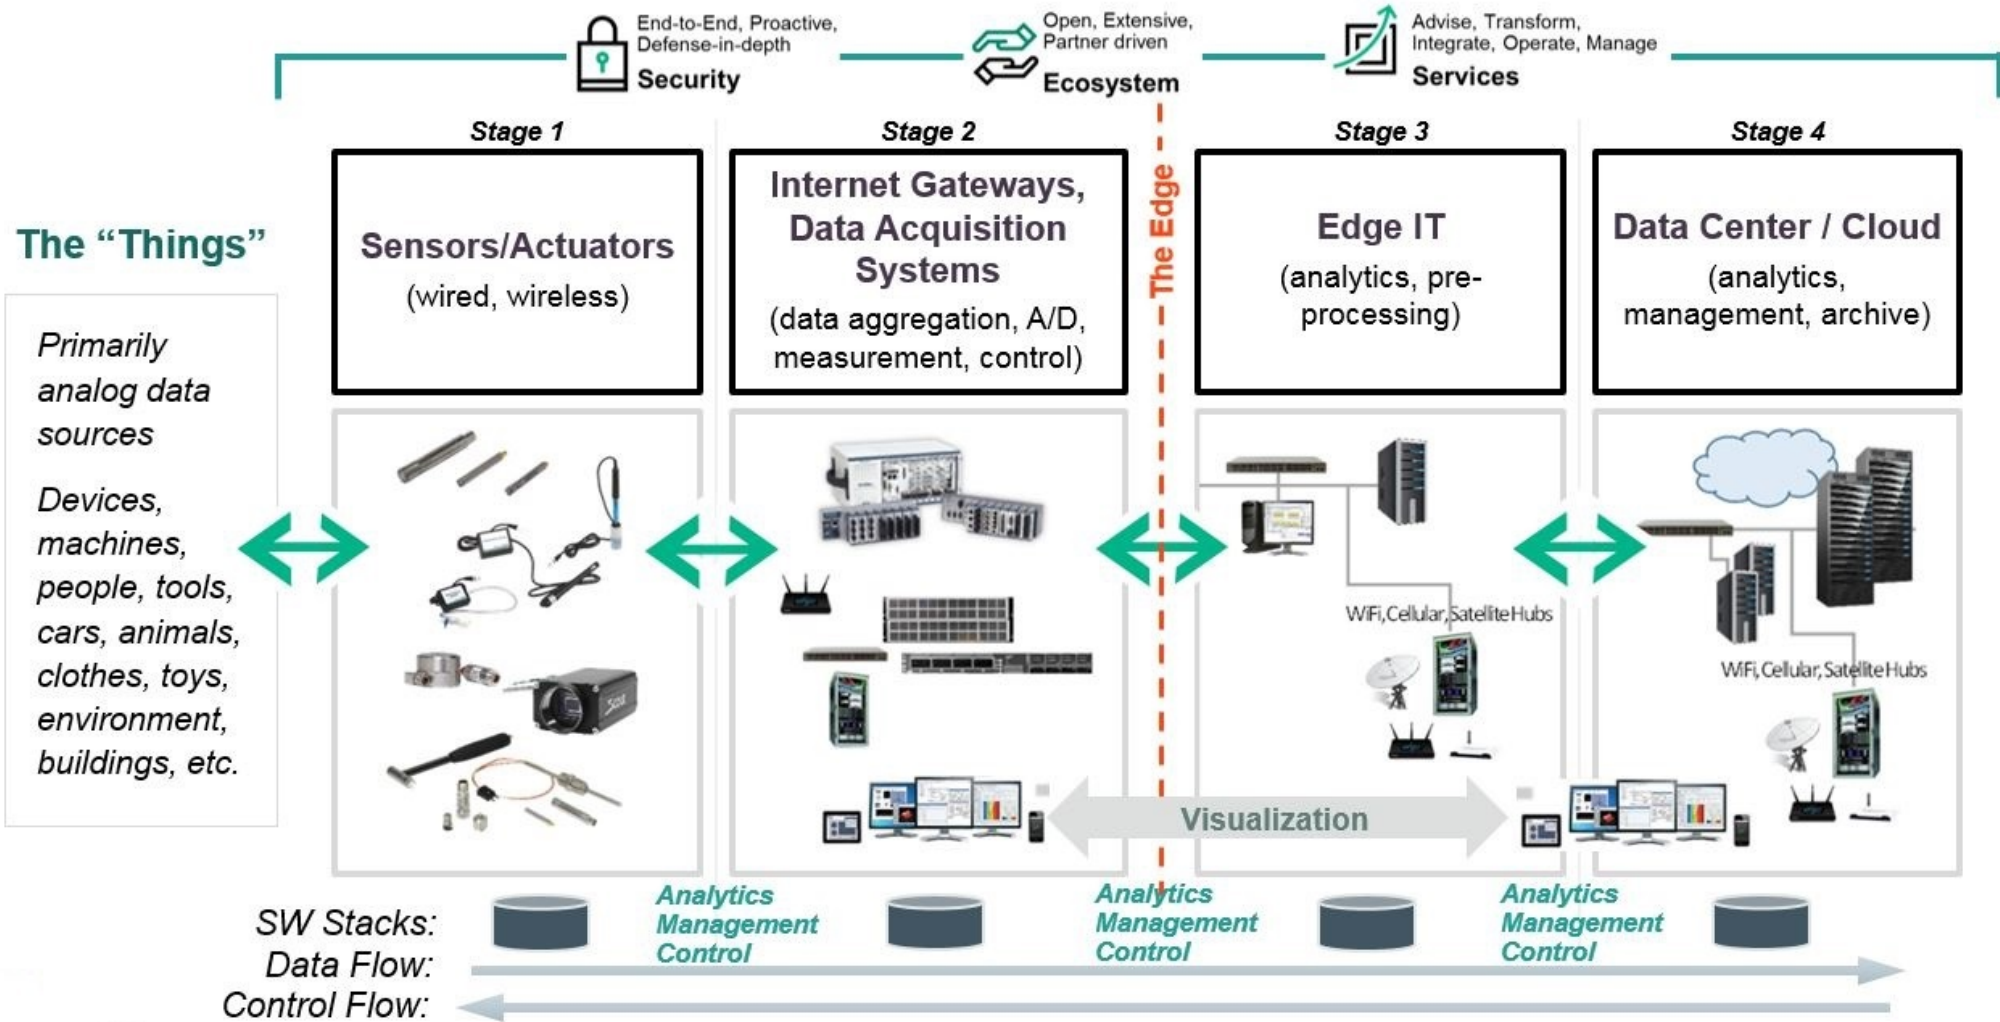 End-to-End, Proactive,
Defense-in-depth
Security
Open, Extensive,
Partner driven
Ecosystem
Advise, Transform,
Integrate, Operate, Manage
Services
Stage 1
Stage 2
Stage 3
Stage 4
The “Things”
Primarily
analog data
sources
Devices,
machines,
people, tools,
cars, animals,
clothes, toys,
environment,
buildings, etc.
Sensors/Actuators
(wired, wireless)
Internet Gateways,
Data Acquisition
Systems
(data aggregation, A/D,
measurement, control)
The Edge
Edge IT
(analytics, pre-
processing)
Data Center / Cloud
(analytics,
management, archive)
WiFi, Cellular, Satellite Hubs
WiFi, Cellular, Satellite Hubs
Visualization
SW Stacks:
Analytics
Management
Control
Analytics
Management
Control
Analytics
Management
Control
Data Flow:
Control Flow: